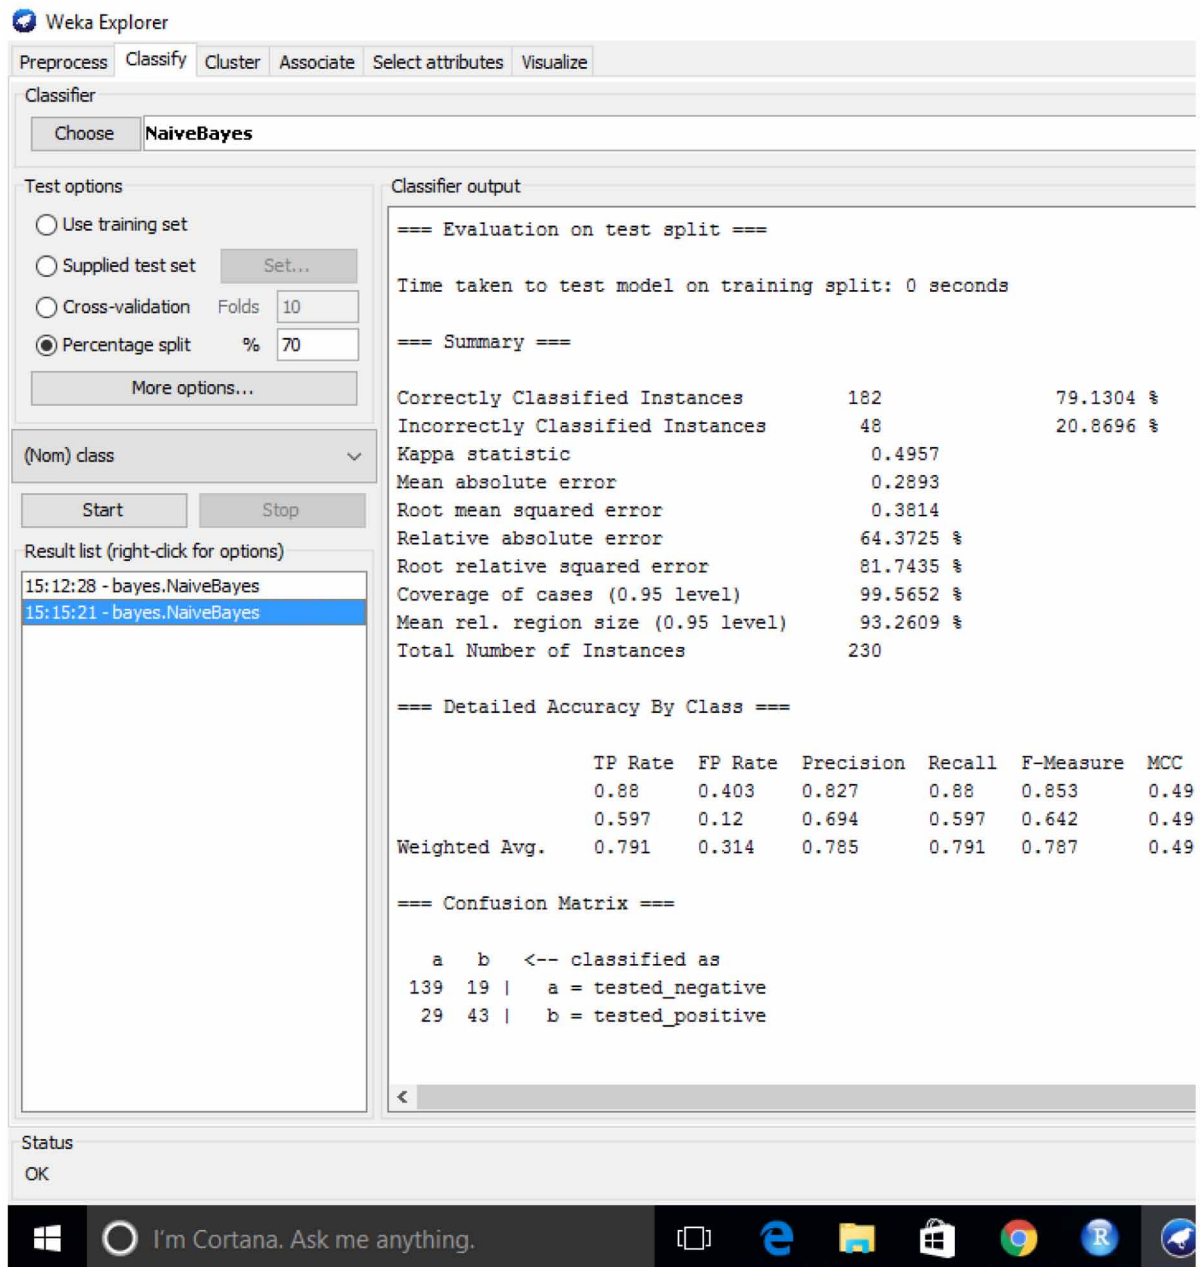 Weka Explorer
Preprocess Classify Cluster Associate Select attributes Visualize
Classifier
Choose NaiveBayes
Test options
Use training set
Supplied test set Set...
Cross-validation Folds 10
Percentage split % 70
More options...
(Nom) class
Start Stop
Result list (right-click for options)
15:12:28 - bayes.NaiveBayes
15:15:21 - bayes.NaiveBayes
Classifier output
=== Evaluation on test split ===
Time taken to test model on training split: 0 seconds
=== Summary ===
Correctly Classified Instances 182 79.1304 %
Incorrectly Classified Instances 48 20.8696 %
Kappa statistic 0.4957
Mean absolute error 0.2893
Root mean squared error 0.3814
Relative absolute error 64.3725 %
Root relative squared error 81.7435 %
Coverage of cases (0.95 level) 99.5652 %
Mean rel. region size (0.95 level) 93.2609 %
Total Number of Instances 230
=== Detailed Accuracy By Class ===
TP Rate FP Rate Precision Recall F-Measure MCC
0.88 0.403 0.827 0.88 0.853 0.49
0.597 0.12 0.694 0.597 0.642 0.49
Weighted Avg. 0.791 0.314 0.785 0.791 0.787 0.49
=== Confusion Matrix ===
a b <-- classified as
139 19 | a = tested_negative
29 43 | b = tested_positive
Status
OK
I'm Cortana. Ask me anything.
R